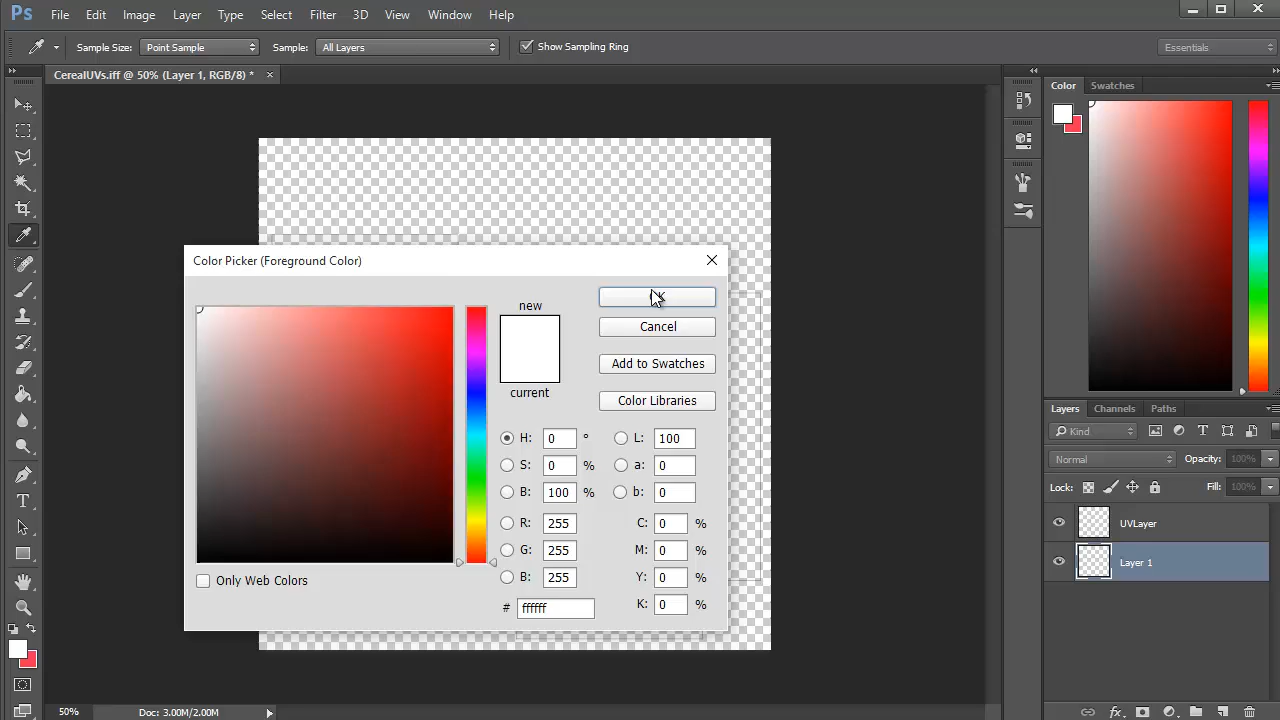 Ps File Edit Image Layer Type Select Filter 3D View Window Help
Sample Size: Point Sample Sample: All Layers Show Sampling Ring Essentials
CerealUVs.iff @ 50% (Layer 1, RGB/8) * ×
Color Swatches
Color Picker (Foreground Color)
new
Cancel
current
Add to Swatches
Color Libraries
H: 0 ° L: 100
S: 0 % a: 0
B: 100 % b: 0
R: 255 C: 0 %
G: 255 M: 0 %
B: 255 Y: 0 %
# ffffff K: 0 %
Only Web Colors
Layers Channels Paths
Kind
Normal Opacity: 100%
Lock: Fill: 100%
UVLayer
Layer 1
50% Doc: 3.00M/2.00M